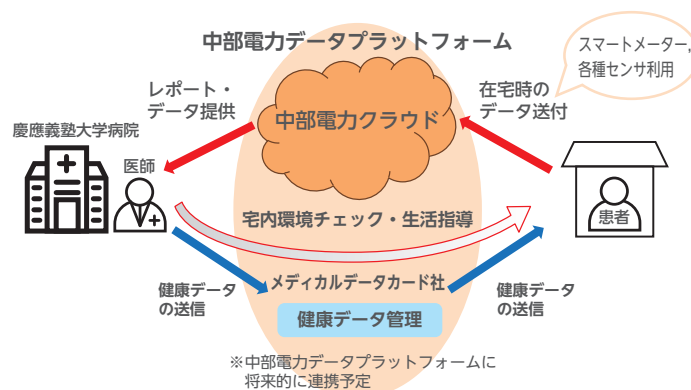 中部電力データプラットフォーム
スマートメーター,
各種センサ利用
レポート・
データ提供
中部電力クラウド
在宅時の
データ送付
慶應義塾大学病院
医師
患者
宅内環境チェック・生活指導
健康データ
の送信
メディカルデータカード社
健康データ管理
健康データ
の送信
※中部電力データプラットフォームに
将来的に連携予定